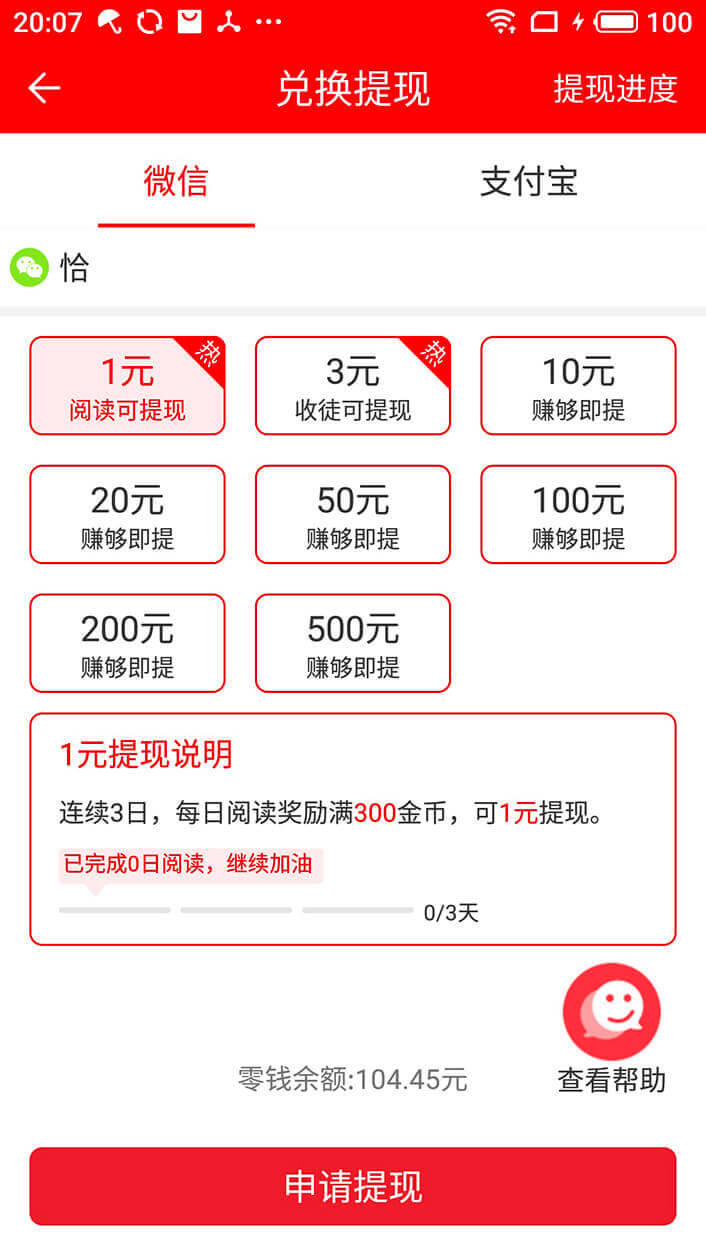 20:07 100
兑换提现 提现进度
微信 支付宝
恰
1元 热 3元 热 10元
阅读可提现 收徒可提现 赚够即提
20元 50元 100元
赚够即提 赚够即提 赚够即提
200元 500元
赚够即提 赚够即提
1元提现说明
连续3日，每日阅读奖励满300金币，可1元提现。
已完成0日阅读，继续加油
0/3天
零钱余额:104.45元 查看帮助
申请提现